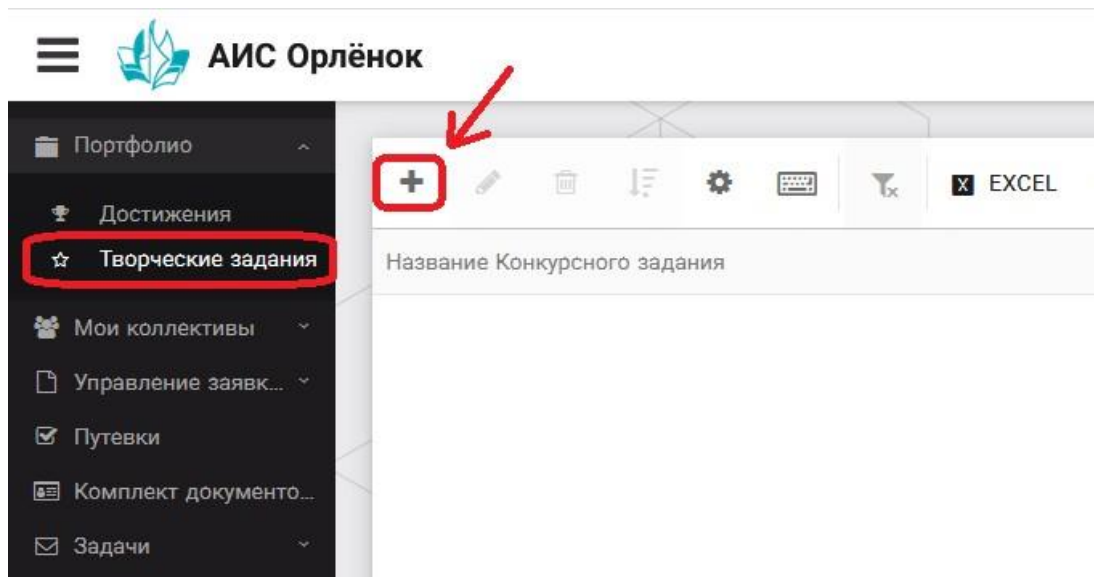 АИС Орлёнок
Портфолио
Достижения
Творческие задания
Мои коллективы
Управление заявк...
Путевки
Комплект документо...
Задачи
X EXCEL
Название Конкурсного задания